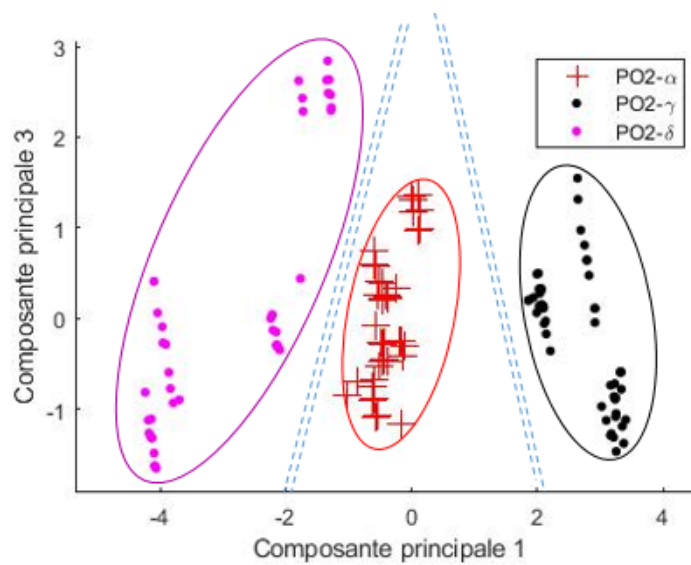 3
2
1
0
-1
Composante principale 3
PO2-α
PO2-γ
PO2-δ
-4
-2
0
2
4
Composante principale 1